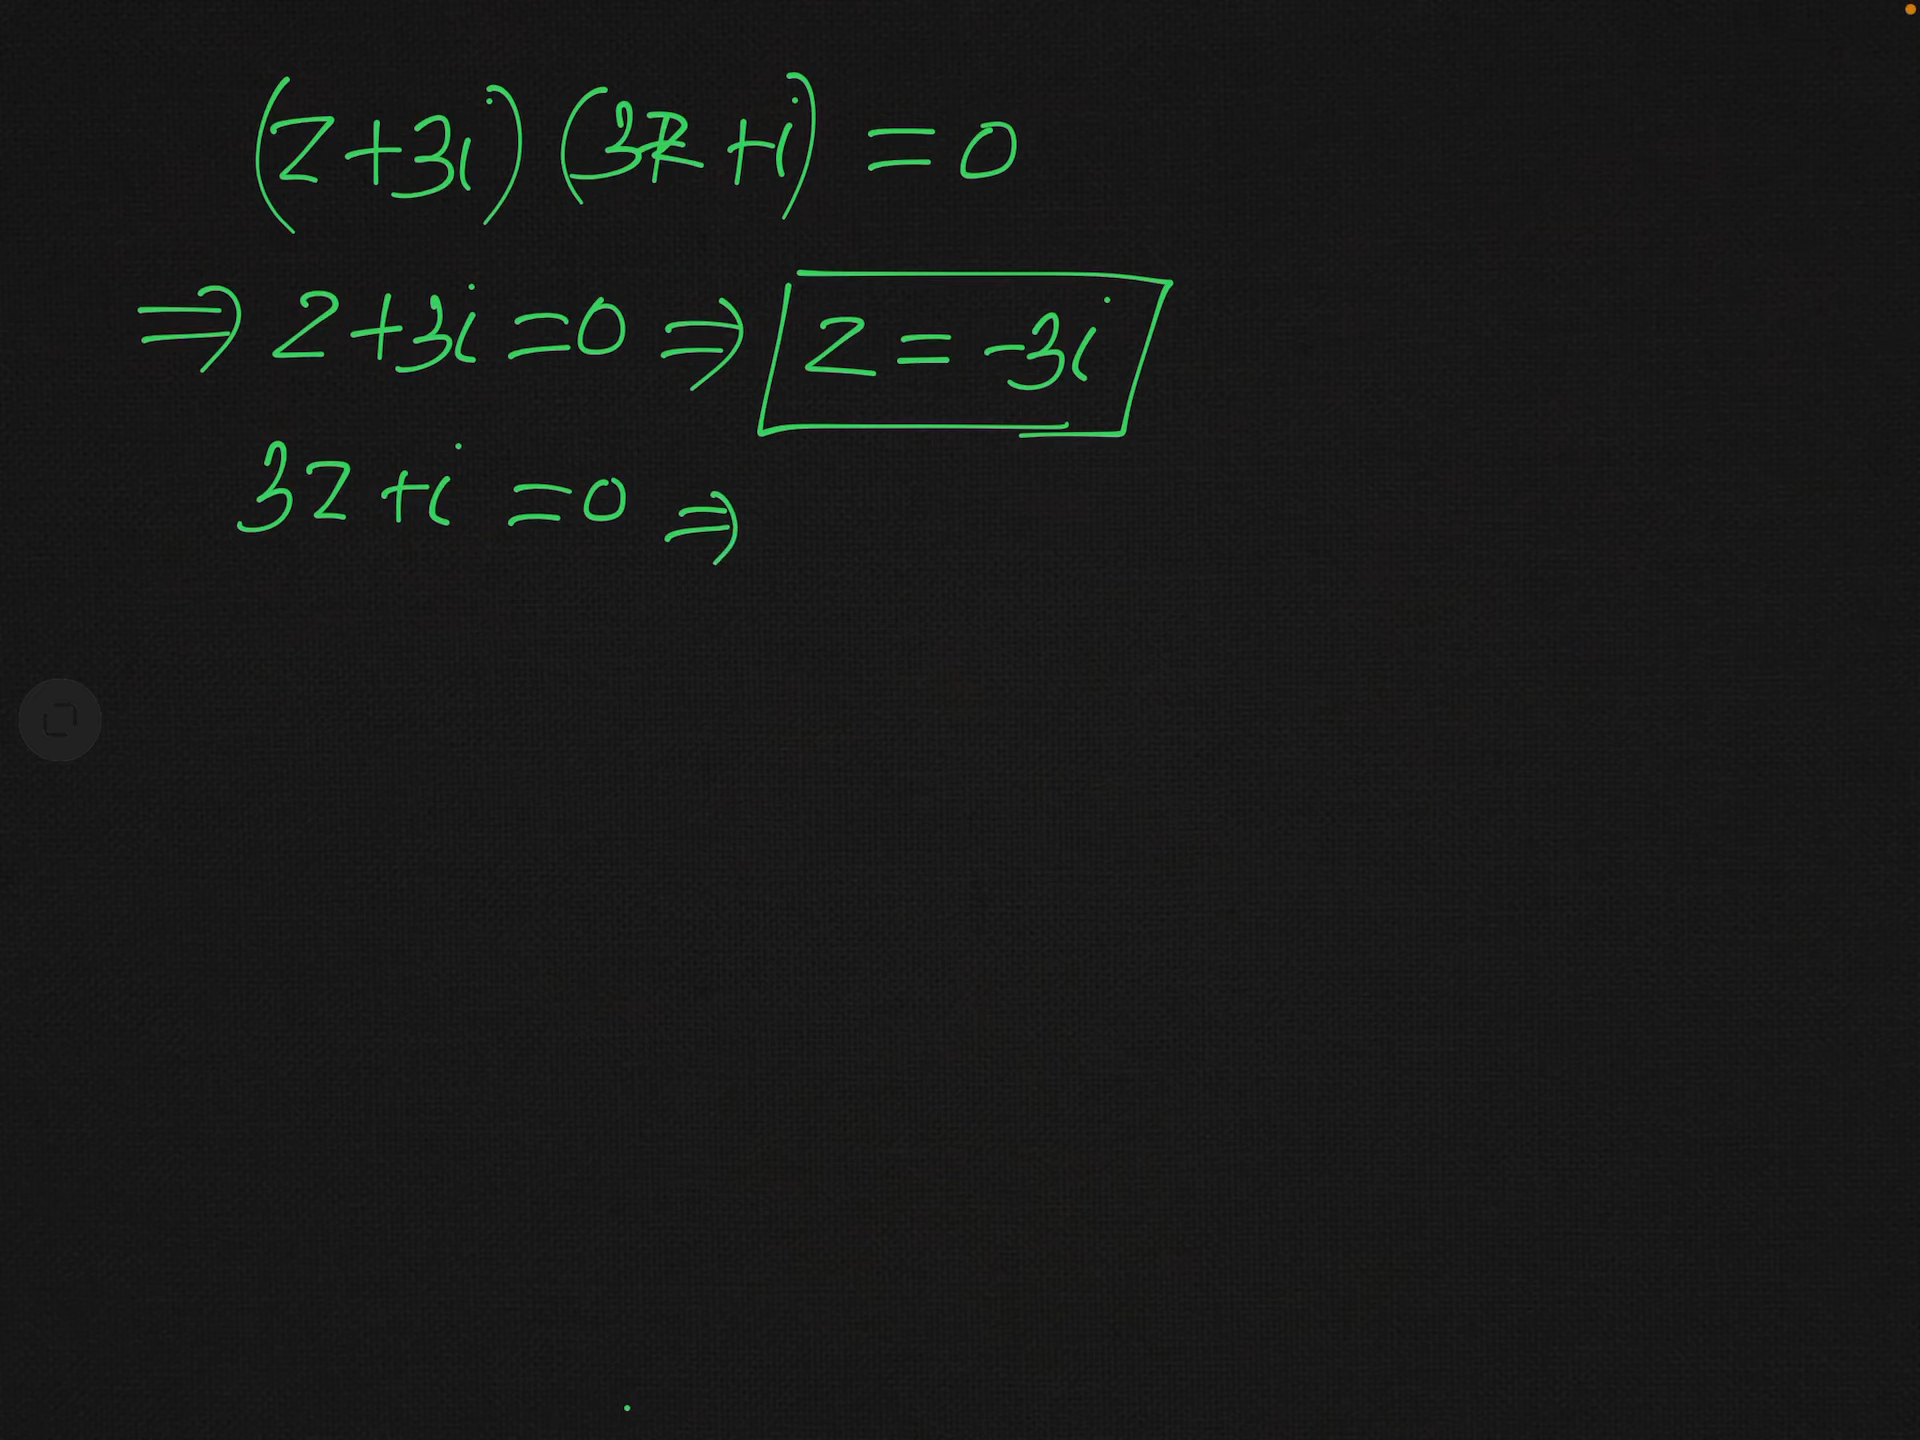 (z+3i) (3z+i) = 0
⇒ z+3i = 0 ⇒ z = -3i
3z+i = 0 ⇒